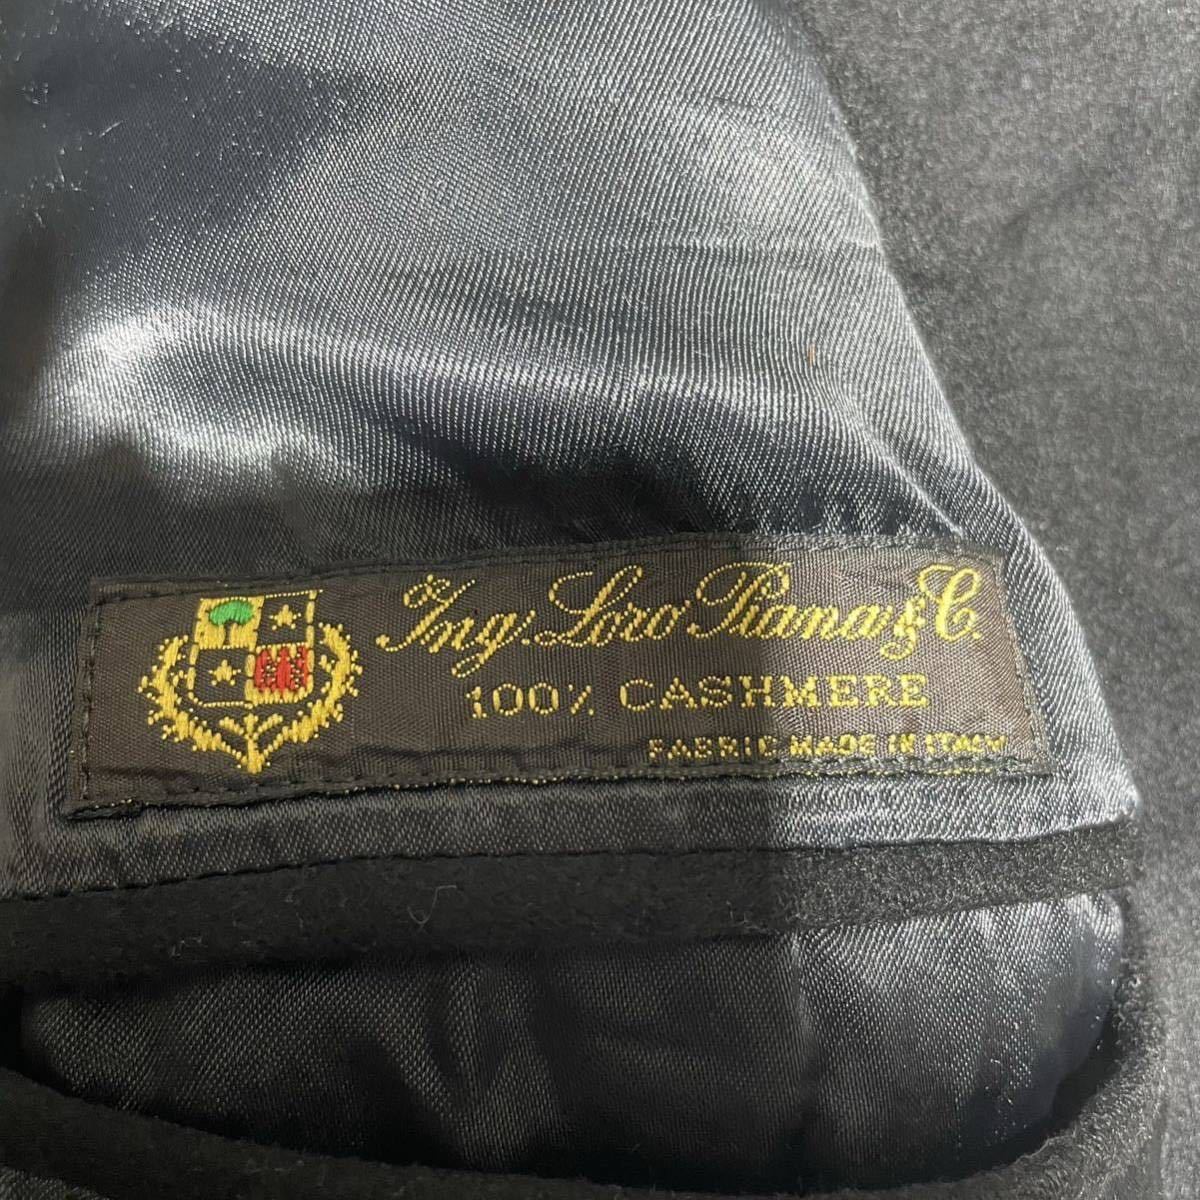 Ing. Loro Piana & C.
100% CASHMERE
FABRIC MADE IN ITALY